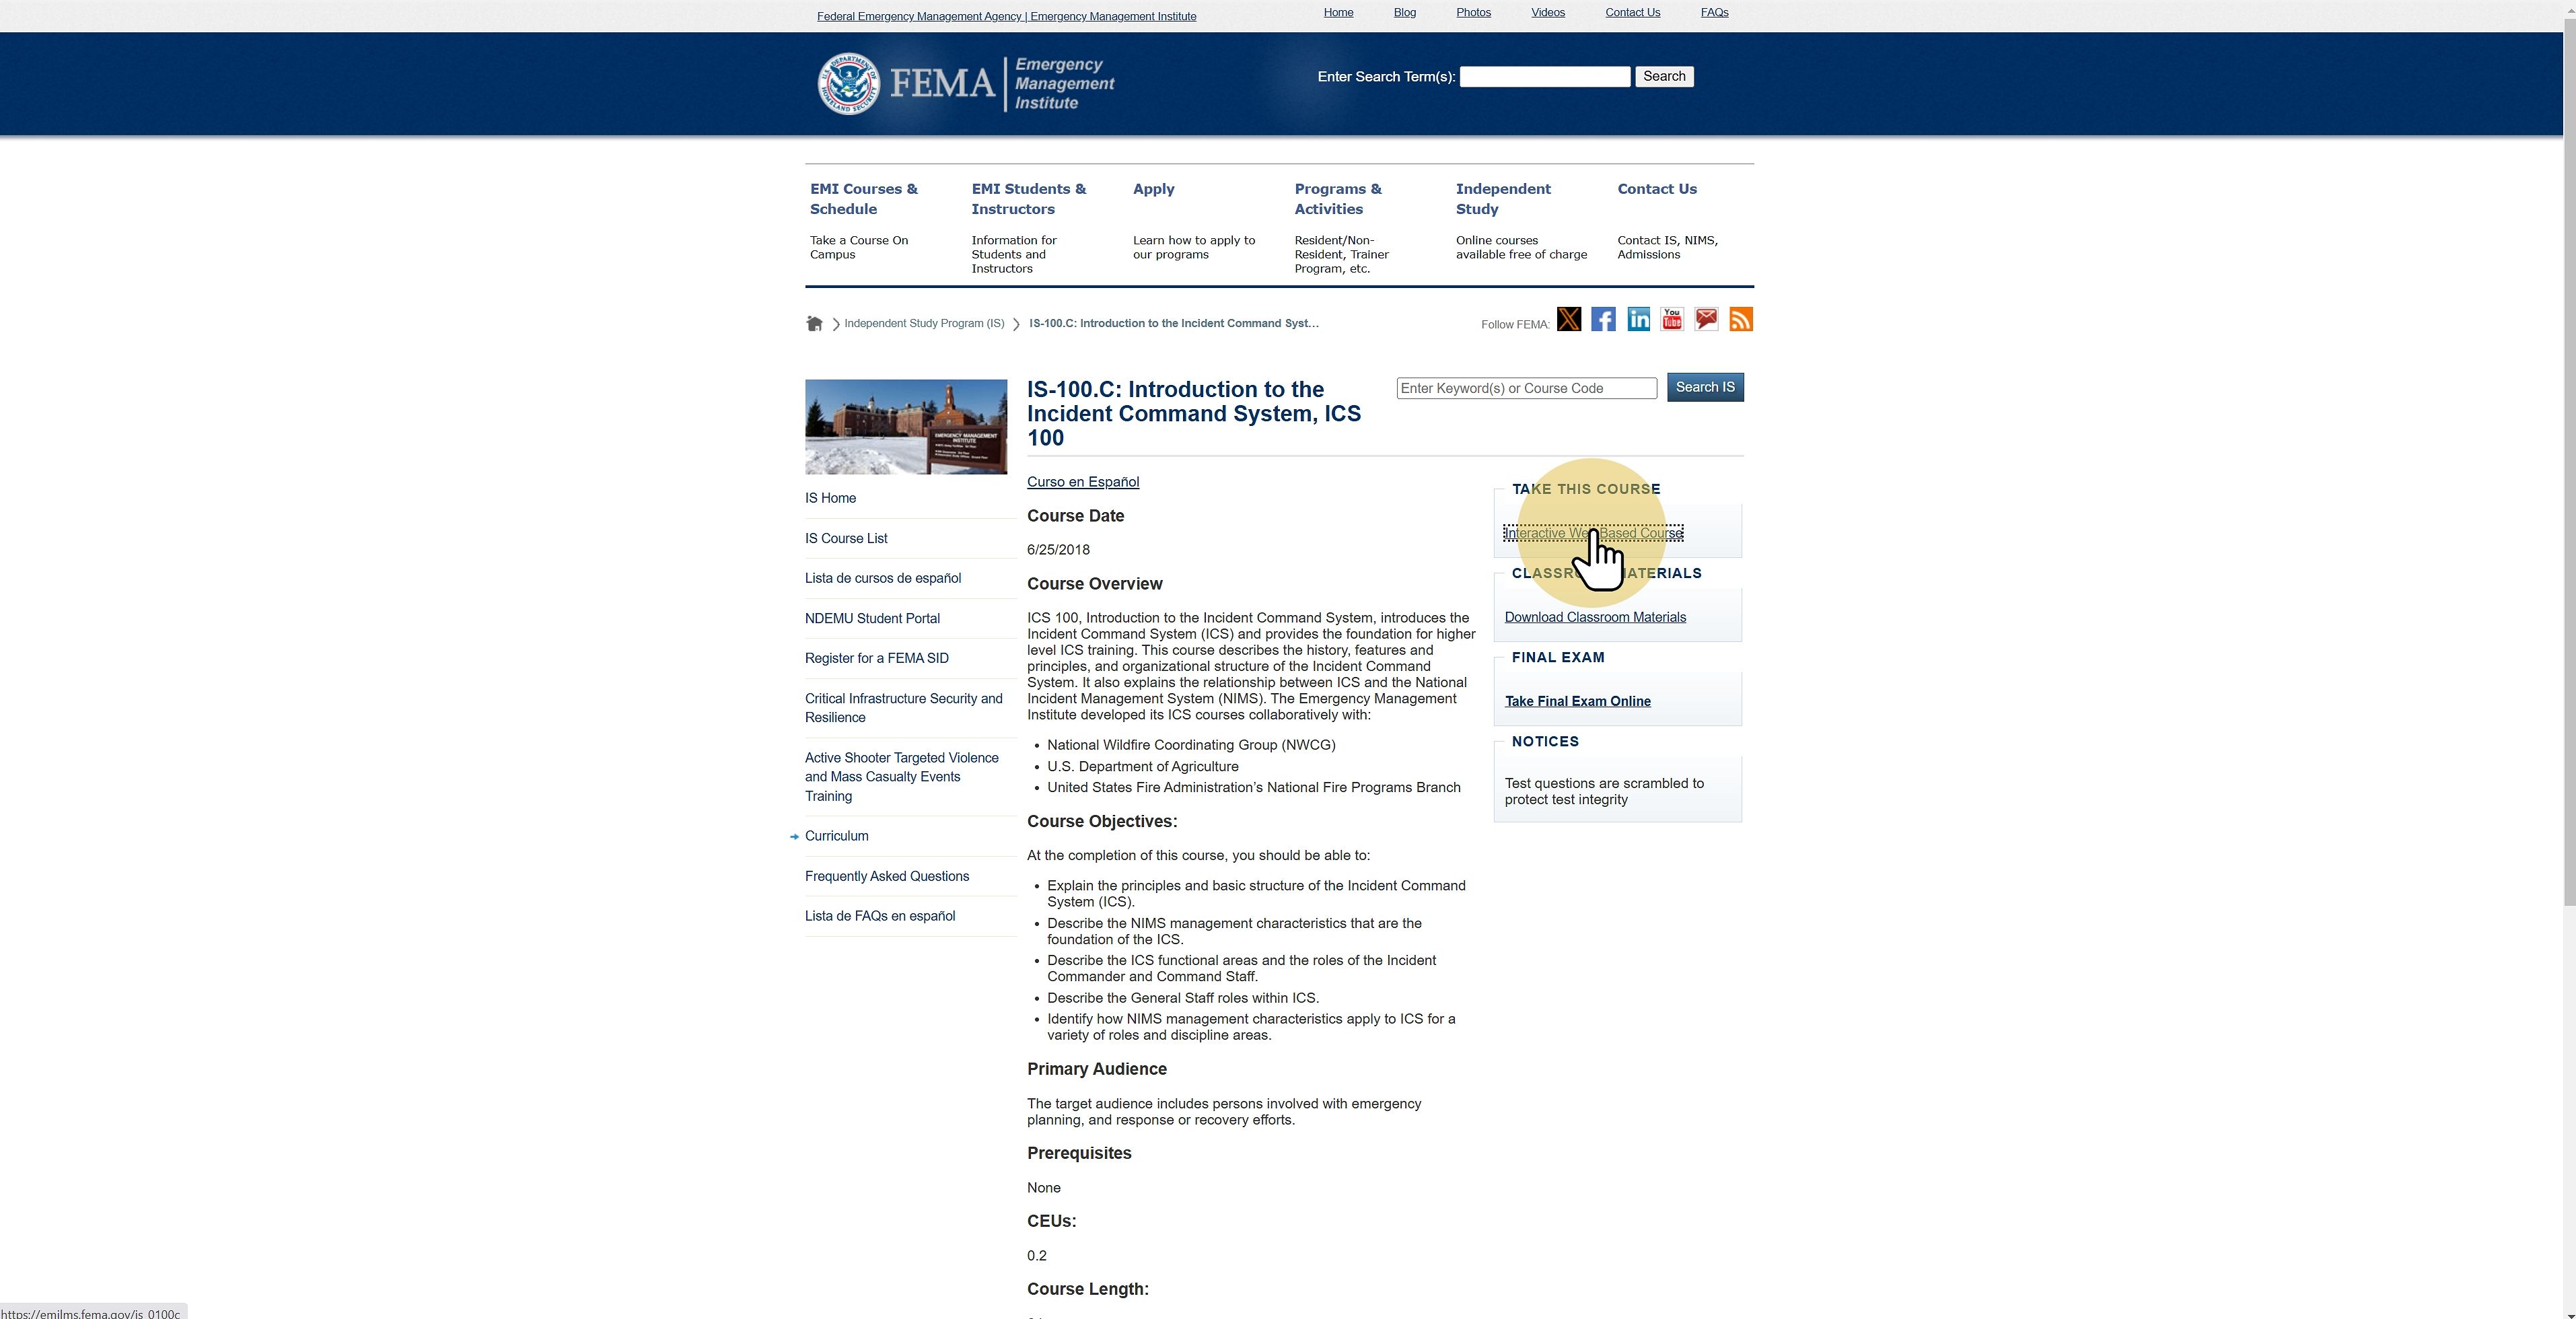 Federal Emergency Management Agency | Emergency Management Institute
Home
Blog
Photos
Videos
Contact Us
FAQs
U.S. DEPARTMENT OF
HOMELAND SECURITY
FEMA
Emergency
Management
Institute
Enter Search Term(s):
Search
EMI Courses &
Schedule
Take a Course On
Campus
EMI Students &
Instructors
Information for
Students and
Instructors
Apply
Learn how to apply to
our programs
Programs &
Activities
Resident/Non-
Resident, Trainer
Program, etc.
Independent
Study
Online courses
available free of charge
Contact Us
Contact IS, NIMS,
Admissions
Independent Study Program (IS)
IS-100.C: Introduction to the Incident Command Syst...
Follow FEMA:
X
f
in
You
Tube
EMERGENCY MANAGEMENT
INSTITUTE
IS Home
IS Course List
Lista de cursos de español
NDEMU Student Portal
Register for a FEMA SID
Critical Infrastructure Security and
Resilience
Active Shooter Targeted Violence
and Mass Casualty Events
Training
Curriculum
Frequently Asked Questions
Lista de FAQs en español
IS-100.C: Introduction to the
Incident Command System, ICS
100
Enter Keyword(s) or Course Code
Search IS
Curso en Español
Course Date
6/25/2018
Course Overview
ICS 100, Introduction to the Incident Command System, introduces the
Incident Command System (ICS) and provides the foundation for higher
level ICS training. This course describes the history, features and
principles, and organizational structure of the Incident Command
System. It also explains the relationship between ICS and the National
Incident Management System (NIMS). The Emergency Management
Institute developed its ICS courses collaboratively with:
• National Wildfire Coordinating Group (NWCG)
• U.S. Department of Agriculture
• United States Fire Administration's National Fire Programs Branch
Course Objectives:
At the completion of this course, you should be able to:
• Explain the principles and basic structure of the Incident Command
System (ICS).
• Describe the NIMS management characteristics that are the
foundation of the ICS.
• Describe the ICS functional areas and the roles of the Incident
Commander and Command Staff.
• Describe the General Staff roles within ICS.
• Identify how NIMS management characteristics apply to ICS for a
variety of roles and discipline areas.
Primary Audience
The target audience includes persons involved with emergency
planning, and response or recovery efforts.
Prerequisites
None
CEUs:
0.2
Course Length:
TAKE THIS COURSE
Interactive Web Based Course
CLASSROOM MATERIALS
Download Classroom Materials
FINAL EXAM
Take Final Exam Online
NOTICES
Test questions are scrambled to
protect test integrity
https://emilms.fema.gov/is_0100c